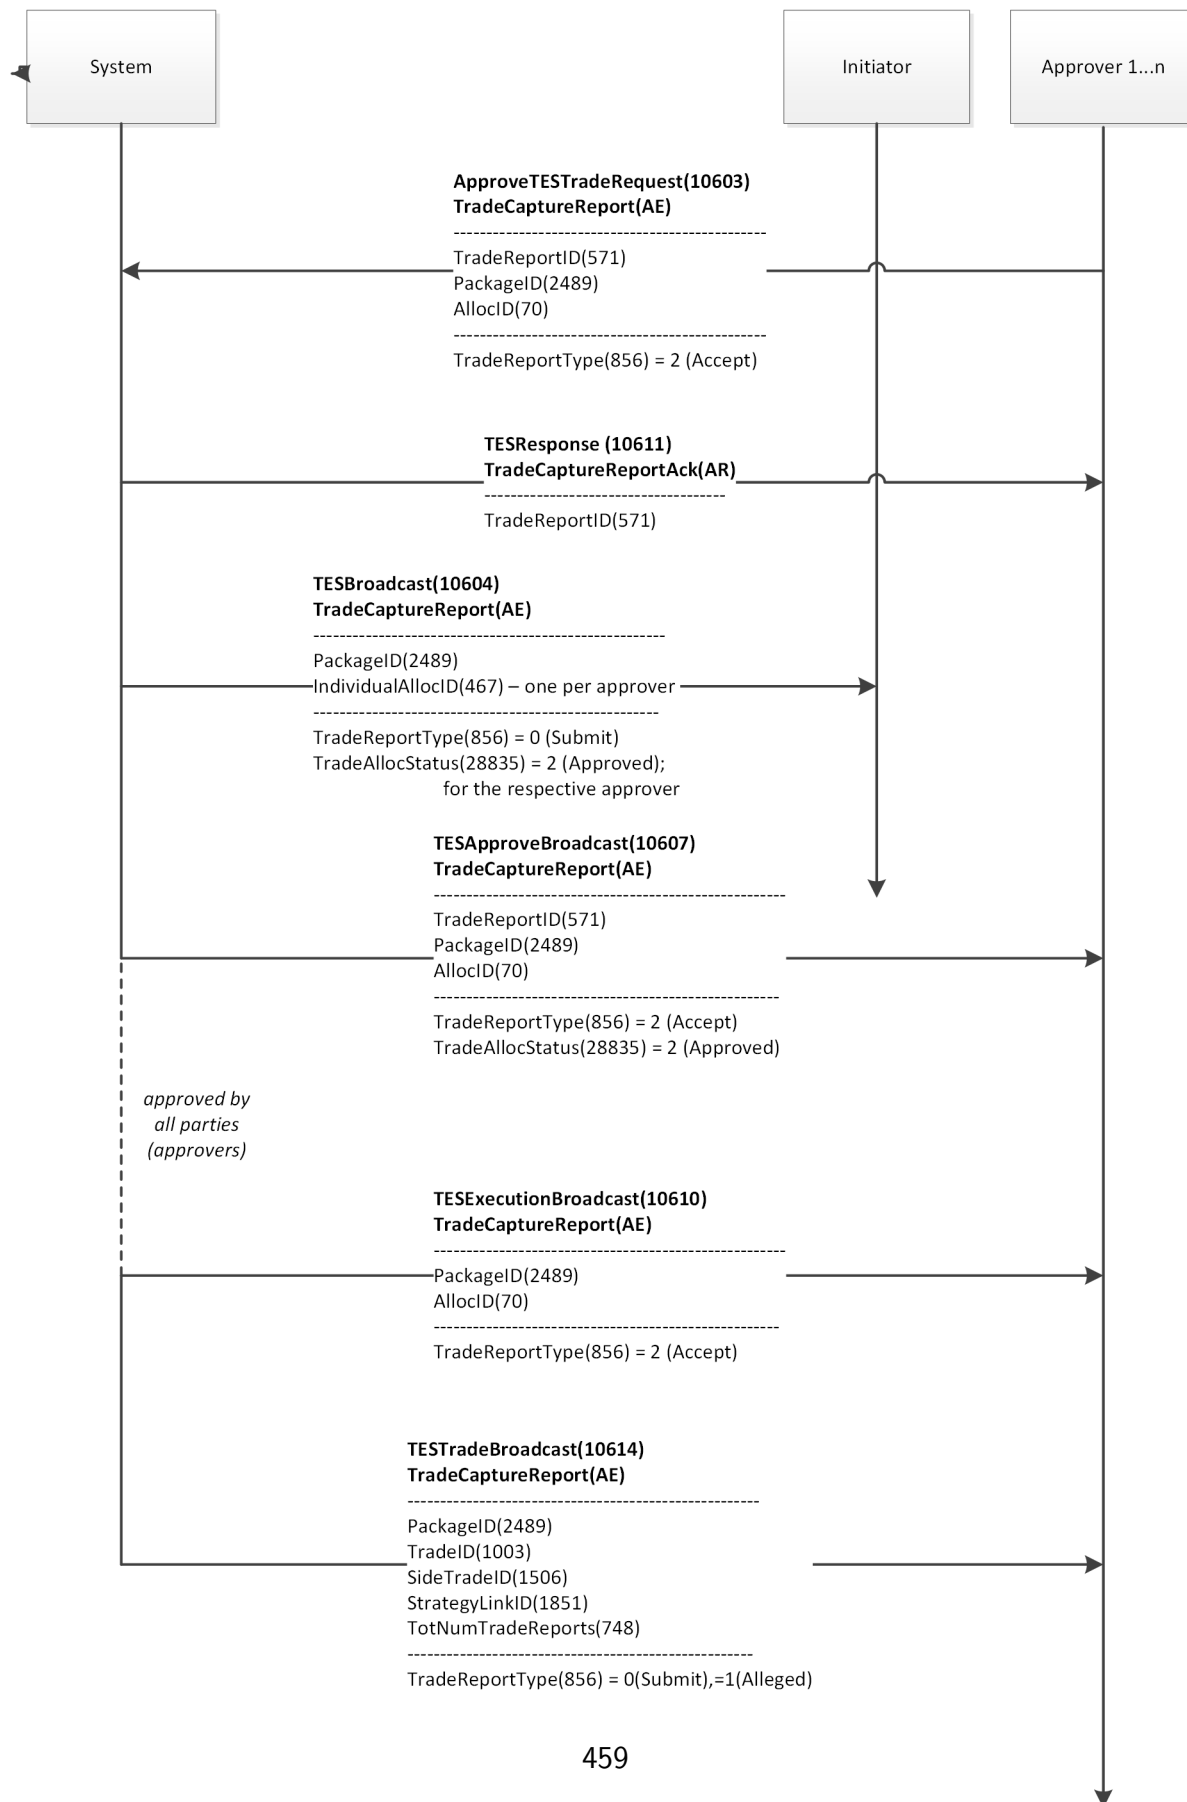 System
Initiator
Approver 1...n
ApproveTESTradeRequest(10603)
TradeCaptureReport(AE)
------------------------------------------------
TradeReportID(571)
PackageID(2489)
AllocID(70)
------------------------------------------------
TradeReportType(856) = 2 (Accept)
TESResponse (10611)
TradeCaptureReportAck(AR)
-------------------------------------
TradeReportID(571)
TESBroadcast(10604)
TradeCaptureReport(AE)
------------------------------------------------------
PackageID(2489)
IndividualAllocID(467) – one per approver
-----------------------------------------------------
TradeReportType(856) = 0 (Submit)
TradeAllocStatus(28835) = 2 (Approved);
for the respective approver
TESApproveBroadcast(10607)
TradeCaptureReport(AE)
------------------------------------------------------
TradeReportID(571)
PackageID(2489)
AllocID(70)
-----------------------------------------------------
TradeReportType(856) = 2 (Accept)
TradeAllocStatus(28835) = 2 (Approved)
approved by
all parties
(approvers)
TESExecutionBroadcast(10610)
TradeCaptureReport(AE)
------------------------------------------------------
PackageID(2489)
AllocID(70)
-----------------------------------------------------
TradeReportType(856) = 2 (Accept)
TESTradeBroadcast(10614)
TradeCaptureReport(AE)
------------------------------------------------------
PackageID(2489)
TradeID(1003)
SideTradeID(1506)
StrategyLinkID(1851)
TotNumTradeReports(748)
-----------------------------------------------------
TradeReportType(856) = 0(Submit),=1(Alleged)
459